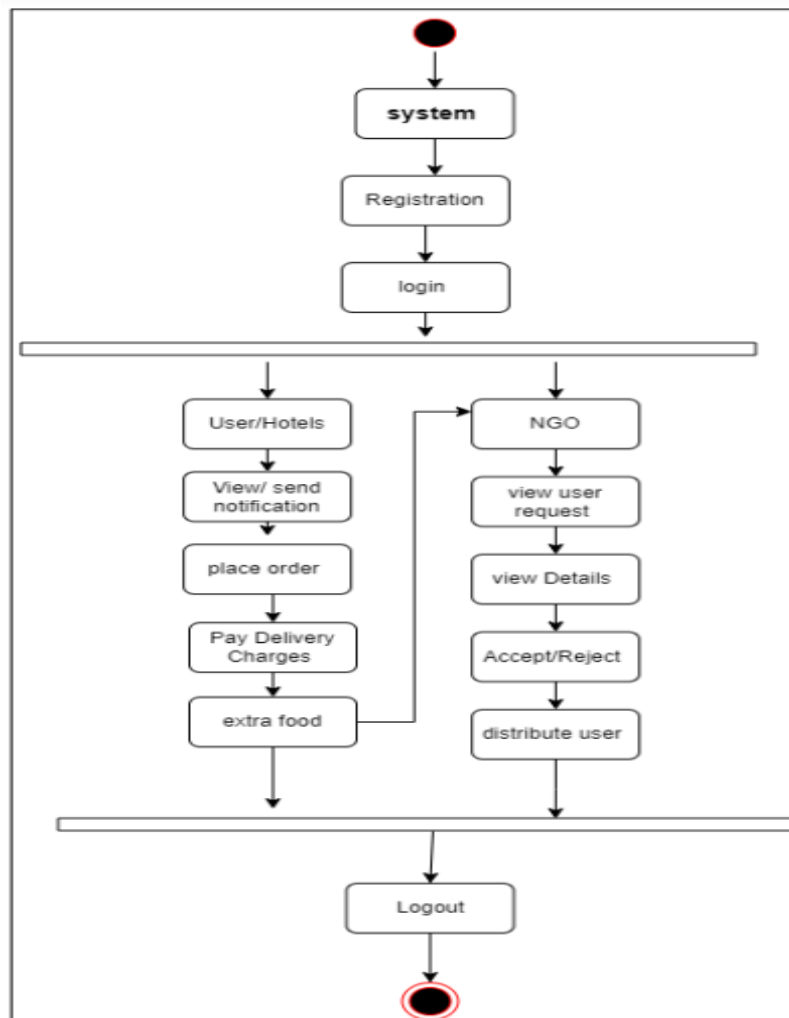 system
Registration
login
User/Hotels
View/ send
notification
place order
Pay Delivery
Charges
extra food
NGO
view user
request
view Details
Accept/Reject
distribute user
Logout